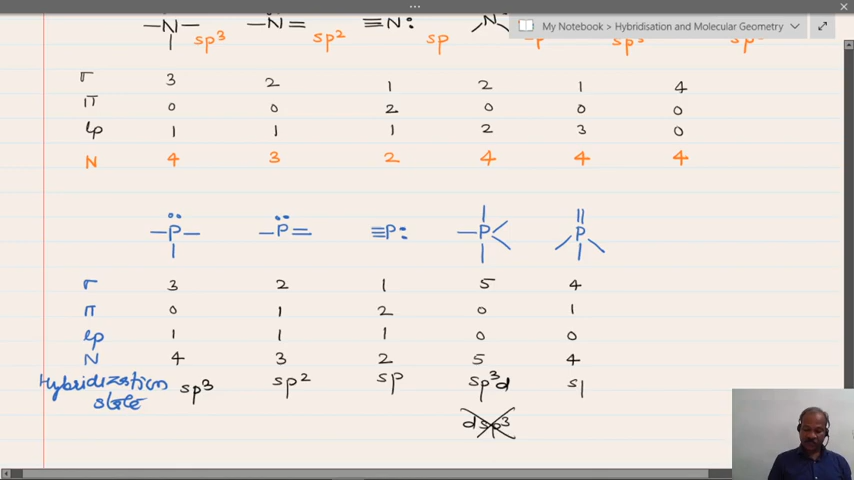 My Notebook > Hybridisation and Molecular Geometry
–N– –N̈= ≡N: N
sp³ sp² sp
σ 3 2 1 2 1 4
π 0 0 2 0 0 0
lp 1 1 1 2 3 0
N 4 3 2 4 4 4
–P̈– –P̈= ≡P: –P P
σ 3 2 1 5 4
π 0 1 2 0 1
lp 1 1 1 0 0
N 4 3 2 5 4
Hybridization sp³ sp² sp sp³d s
state
dsp³